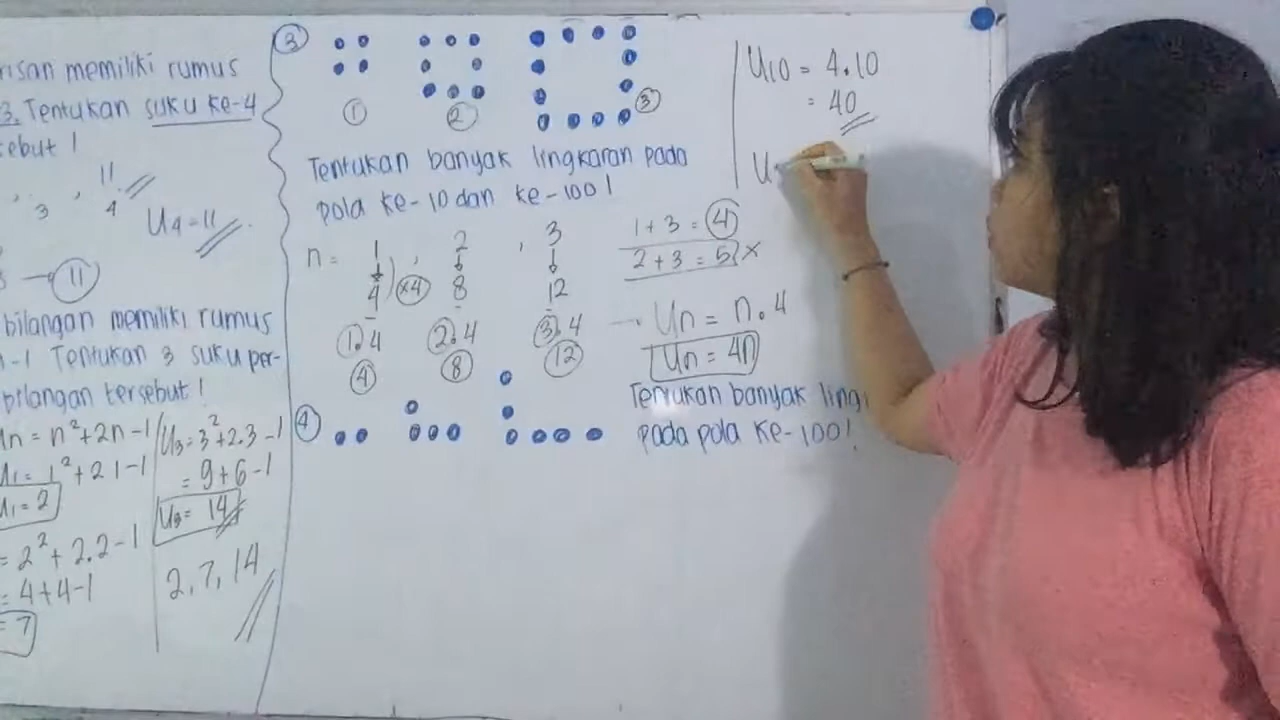 memiliki rumus
3. Tentukan suku ke-4
! 
11
, 3 , 4
U4=11
11
bilangan memiliki rumus
-1 Tentukan 3 suku per-
bilangan tersebut!
Un = n²+2n-1
U1 = 1²+2.1-1
U1 = 2
= 2²+2.2-1
= 4+4-1
= 7
U3=3²+2.3-1
= 9+6-1
U3= 14
2, 7, 14
3
1 2 3
Tentukan banyak lingkaran pada
pola ke-10 dan ke-100!
n = 1 , 2 , 3
4 x4 8 12
1.4 2.4 3.4
4 8 12
1+3 = 4
2+3 = 5 x
Un = n.4
Un = 4n
U10 = 4.10
= 40
U
4
Tentukan banyak ling
pada pola ke-100!